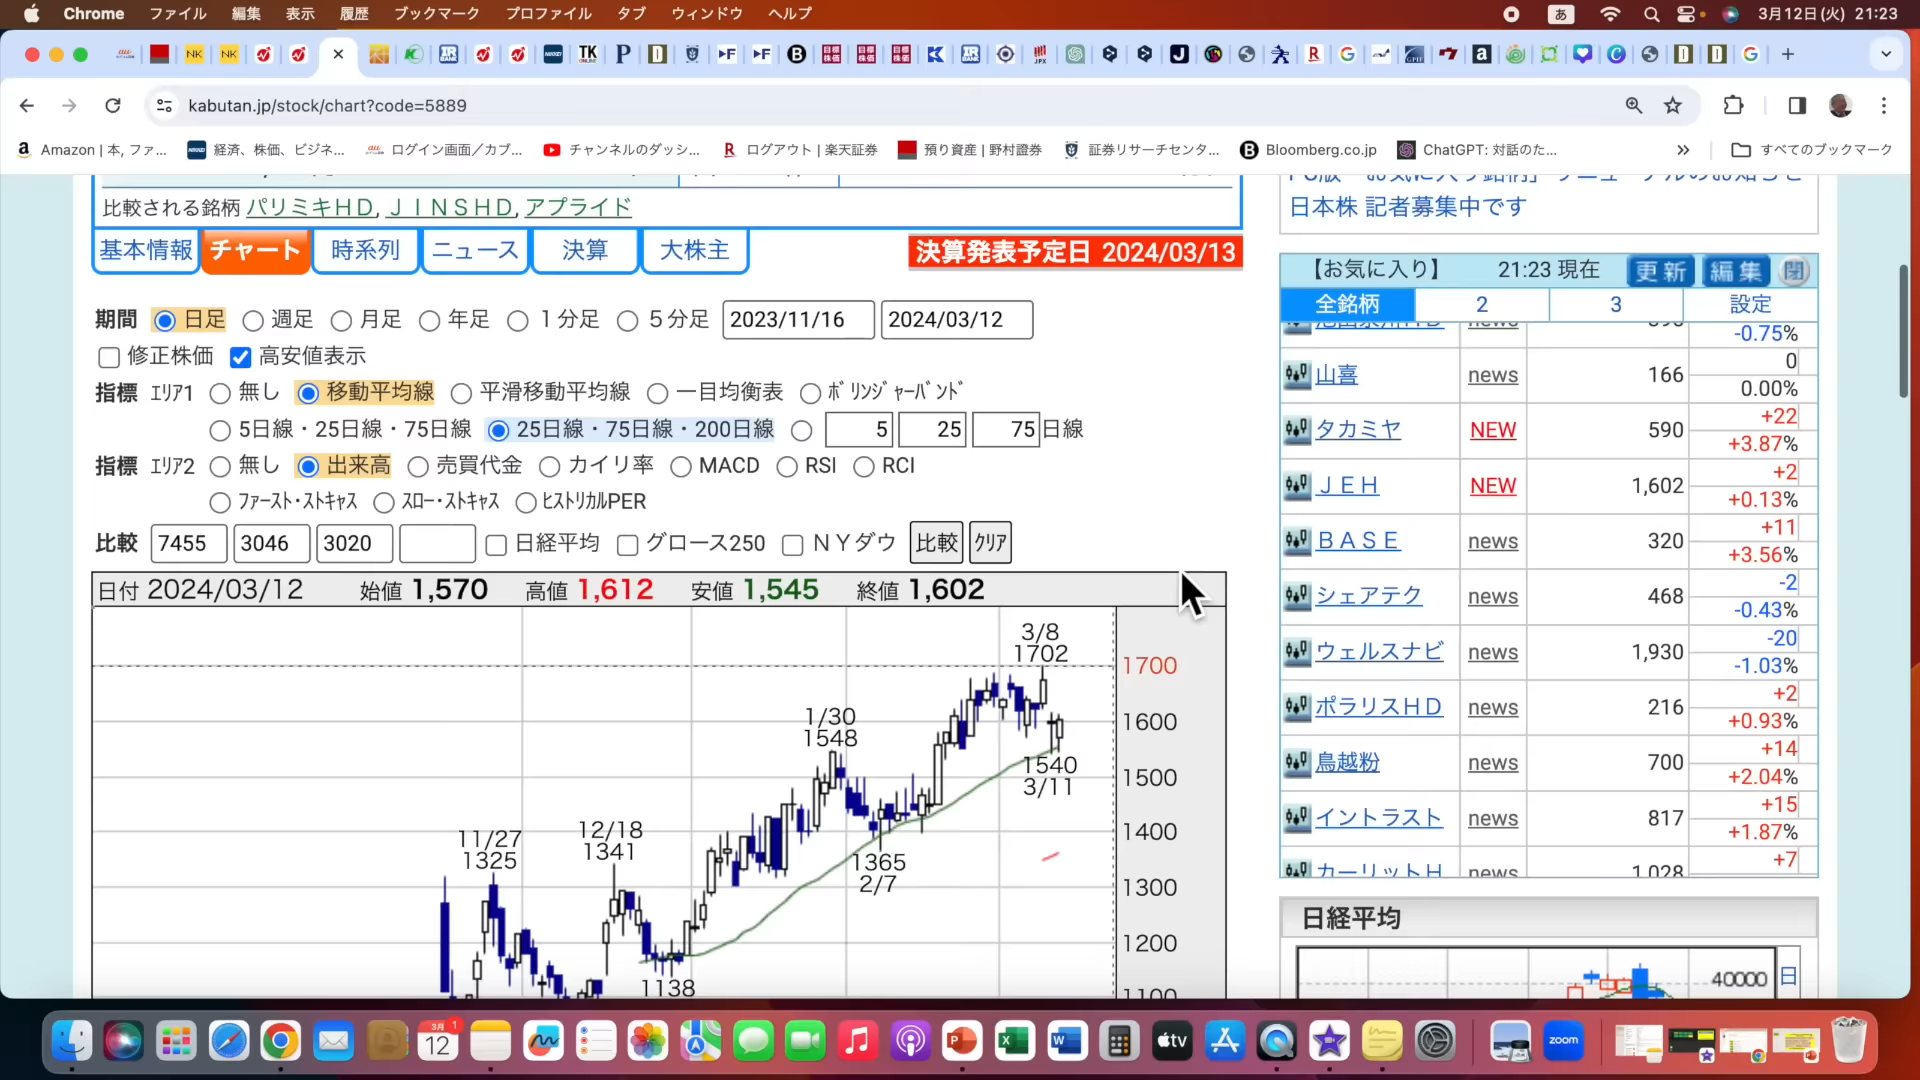 Chrome ファイル 編集 表示 履歴 ブックマーク プロファイル タブ ウィンドウ ヘルプ あ 3月12日(火) 21:23
kabutan.jp/stock/chart?code=5889
Amazon | 本, ファ... 経済、株価、ビジネ... ログイン画面／カブ... チャンネルのダッシ... ログアウト | 楽天証券 預り資産 | 野村證券 証券リサーチセンタ... Bloomberg.co.jp ChatGPT: 対話のた... » すべてのブックマーク
比較される銘柄 パリミキHD, ＪＩＮＳHD, アプライド
日本株 記者募集中です
基本情報 チャート 時系列 ニュース 決算 大株主 決算発表予定日 2024/03/13
期間 日足 週足 月足 年足 １分足 ５分足 2023/11/16 2024/03/12
修正株価 高安値表示
指標 ｴﾘｱ1 無し 移動平均線 平滑移動平均線 一目均衡表 ﾎﾞﾘﾝｼﾞｬｰﾊﾞﾝﾄﾞ
5日線・25日線・75日線 25日線・75日線・200日線 5 25 75 日線
指標 ｴﾘｱ2 無し 出来高 売買代金 カイリ率 MACD RSI RCI
ﾌｧｰｽﾄ･ｽﾄｷｬｽ ｽﾛｰ･ｽﾄｷｬｽ ﾋｽﾄﾘｶﾙPER
比較 7455 3046 3020 日経平均 グロース250 ＮＹダウ 比較 ｸﾘｱ
日付 2024/03/12 始値 1,570 高値 1,612 安値 1,545 終値 1,602
3/8
1702
1/30
1548
1540
3/11
12/18
1341
11/27
1325
1365
2/7
1138
1700
1600
1500
1400
1300
1200
1100
【お気に入り】 21:23 現在 更新 編集 閉
全銘柄 2 3 設定
-0.75%
山喜 news 166 0 0.00%
タカミヤ NEW 590 +22 +3.87%
ＪＥＨ NEW 1,602 +2 +0.13%
ＢＡＳＥ news 320 +11 +3.56%
シェアテク news 468 -2 -0.43%
ウェルスナビ news 1,930 -20 -1.03%
ポラリスＨＤ news 216 +2 +0.93%
鳥越粉 news 700 +14 +2.04%
イントラスト news 817 +15 +1.87%
カーリットＨ news 1,028 +7
日経平均
40000 日
3月 1
12
tv
zoom